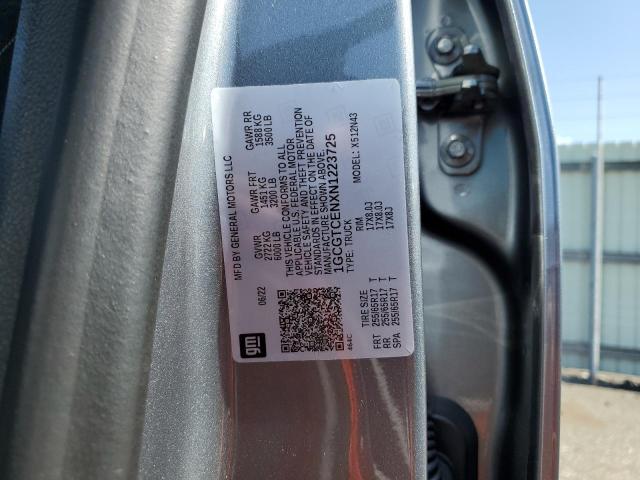 MFD BY GENERAL MOTORS LLC
06/22
GVWR GAWR FRT GAWR RR
2722 KG 1451 KG 1588 KG
6000 LB 3200 LB 3500 LB
THIS VEHICLE CONFORMS TO ALL
APPLICABLE U.S. FEDERAL MOTOR
VEHICLE SAFETY AND THEFT PREVENTION
STANDARDS IN EFFECT ON THE DATE OF
MANUFACTURE SHOWN ABOVE.
1GCGTCENXN1223725
TYPE: TRUCK MODEL: X512N43
gm
464C
TIRE SIZE RIM
FRT 255/65R17 T 17X8.0J
RR 255/65R17 T 17X8.0J
SPA 255/65R17 T 17X8J